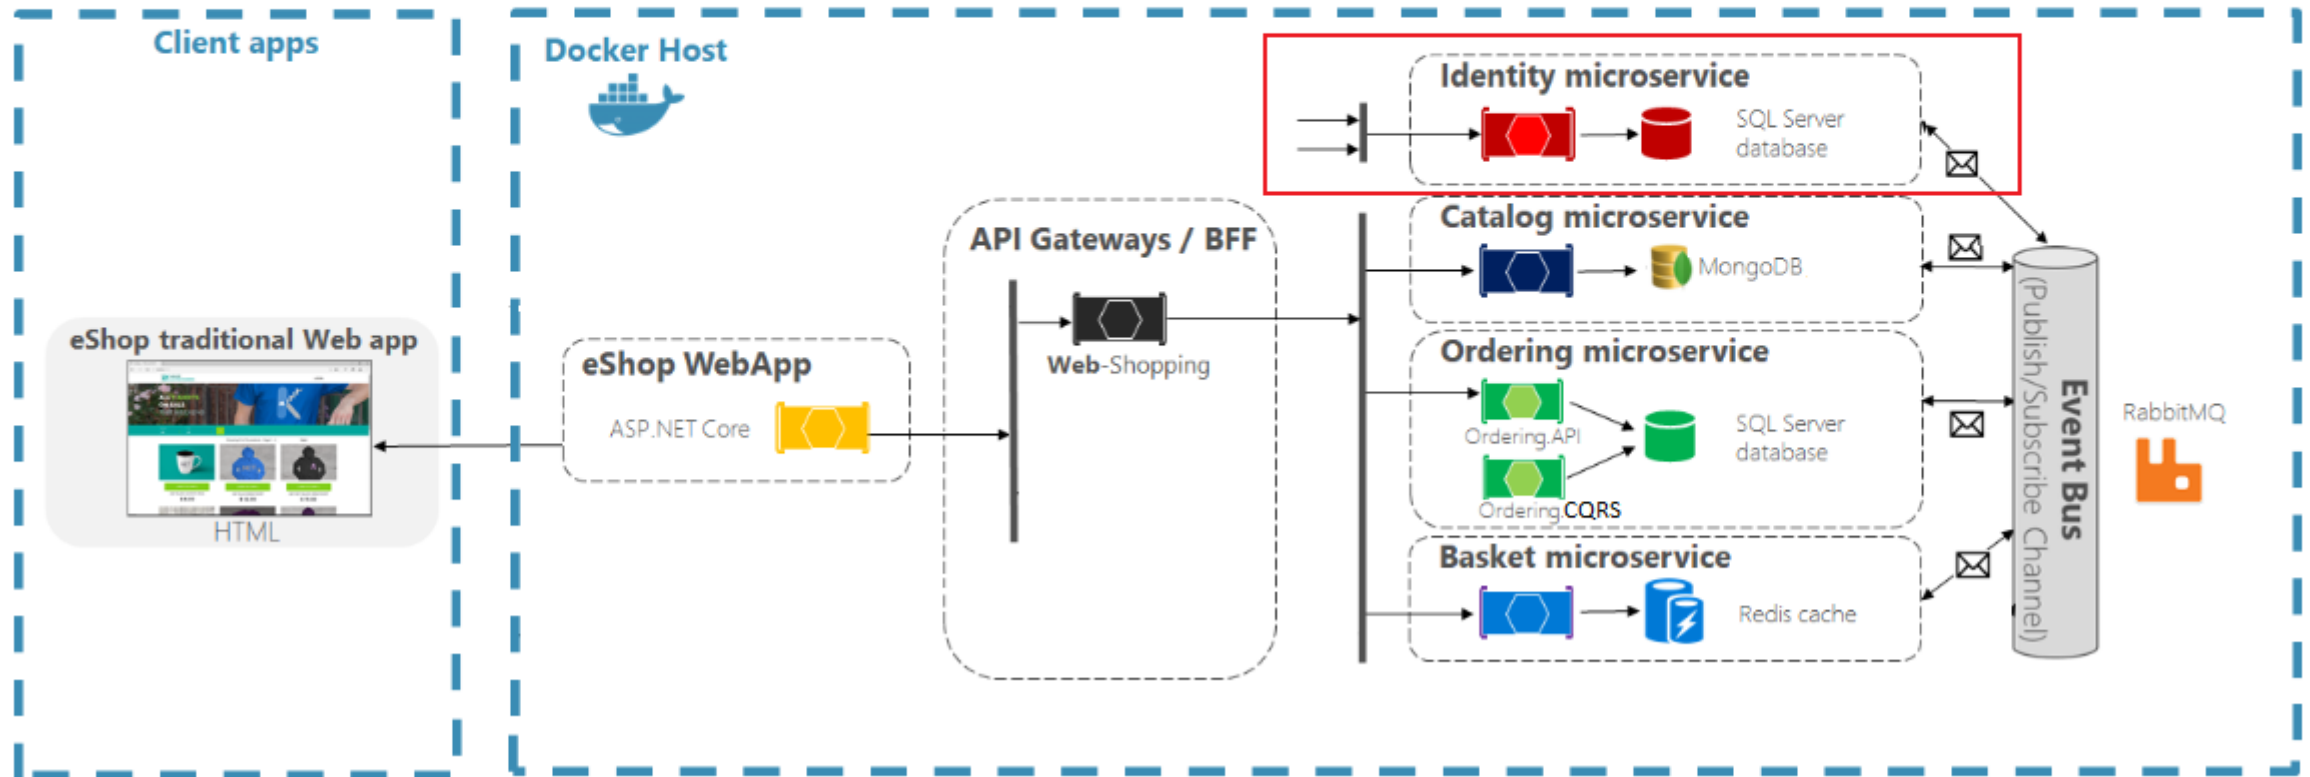 Client apps
eShop traditional Web app
HTML
Docker Host
eShop WebApp
ASP.NET Core
API Gateways / BFF
Web-Shopping
Identity microservice
SQL Server
database
Catalog microservice
MongoDB
Ordering microservice
Ordering.API
Ordering.CQRS
SQL Server
database
Basket microservice
Redis cache
Event Bus
(Publish/Subscribe Channel)
RabbitMQ